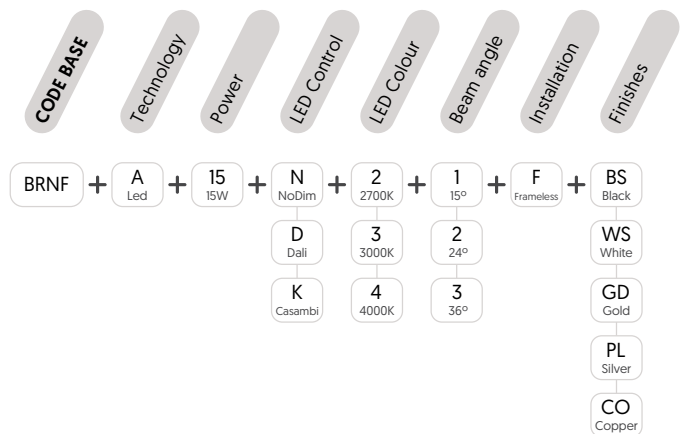 CODE BASE
Technology
Power
LED Control
LED Colour
Beam angle
Installation
Finishes
BRNF + A + 15 + N + 2 + 1 + F + BS
Led 15W NoDim 2700K 15º Frameless Black
D 3 2 WS
Dali 3000K 24º White
K 4 3 GD
Casambi 4000K 36º Gold
PL
Silver
CO
Copper